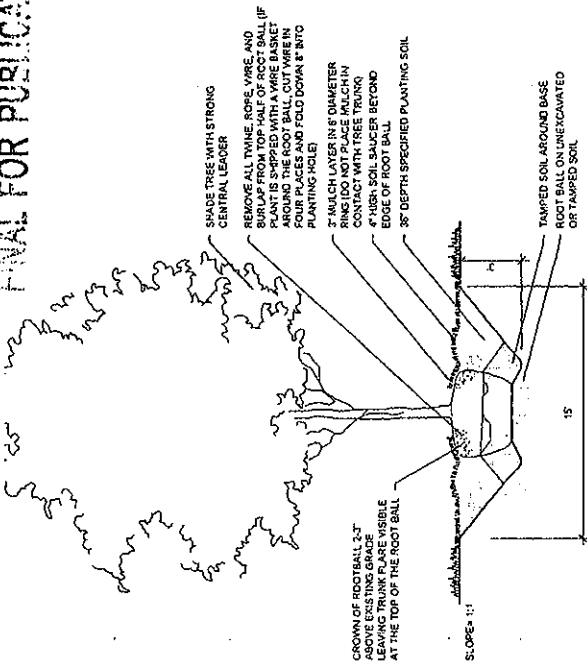 FINAL FOR PUBLICA
SHADE TREE WITH STRONG
CENTRAL LEADER
REMOVE ALL TWINE, ROPE, WIRE, AND
BURLAP FROM TOP HALF OF ROOT BALL (IF
PLANT IS SHIPPED WITH A WIRE BASKET
AROUND THE ROOT BALL, CUT WIRE IN
FOUR PLACES AND FOLD DOWN 8" INTO
PLANTING HOLE)
3" MULCH LAYER IN 6' DIAMETER
RING (DO NOT PLACE MULCH IN
CONTACT WITH TREE TRUNK)
4" HIGH SOIL SAUCER BEYOND
EDGE OF ROOT BALL
36" DEPTH SPECIFIED PLANTING SOIL
TAMPED SOIL AROUND BASE
ROOT BALL ON UNEXCAVATED
OR TAMPED SOIL
CROWN OF ROOTBALL 2-3"
ABOVE EXISTING GRADE
LEAVING TRUNK FLARE VISIBLE
AT THE TOP OF THE ROOT BALL
SLOPE= 1:1
3'
15'